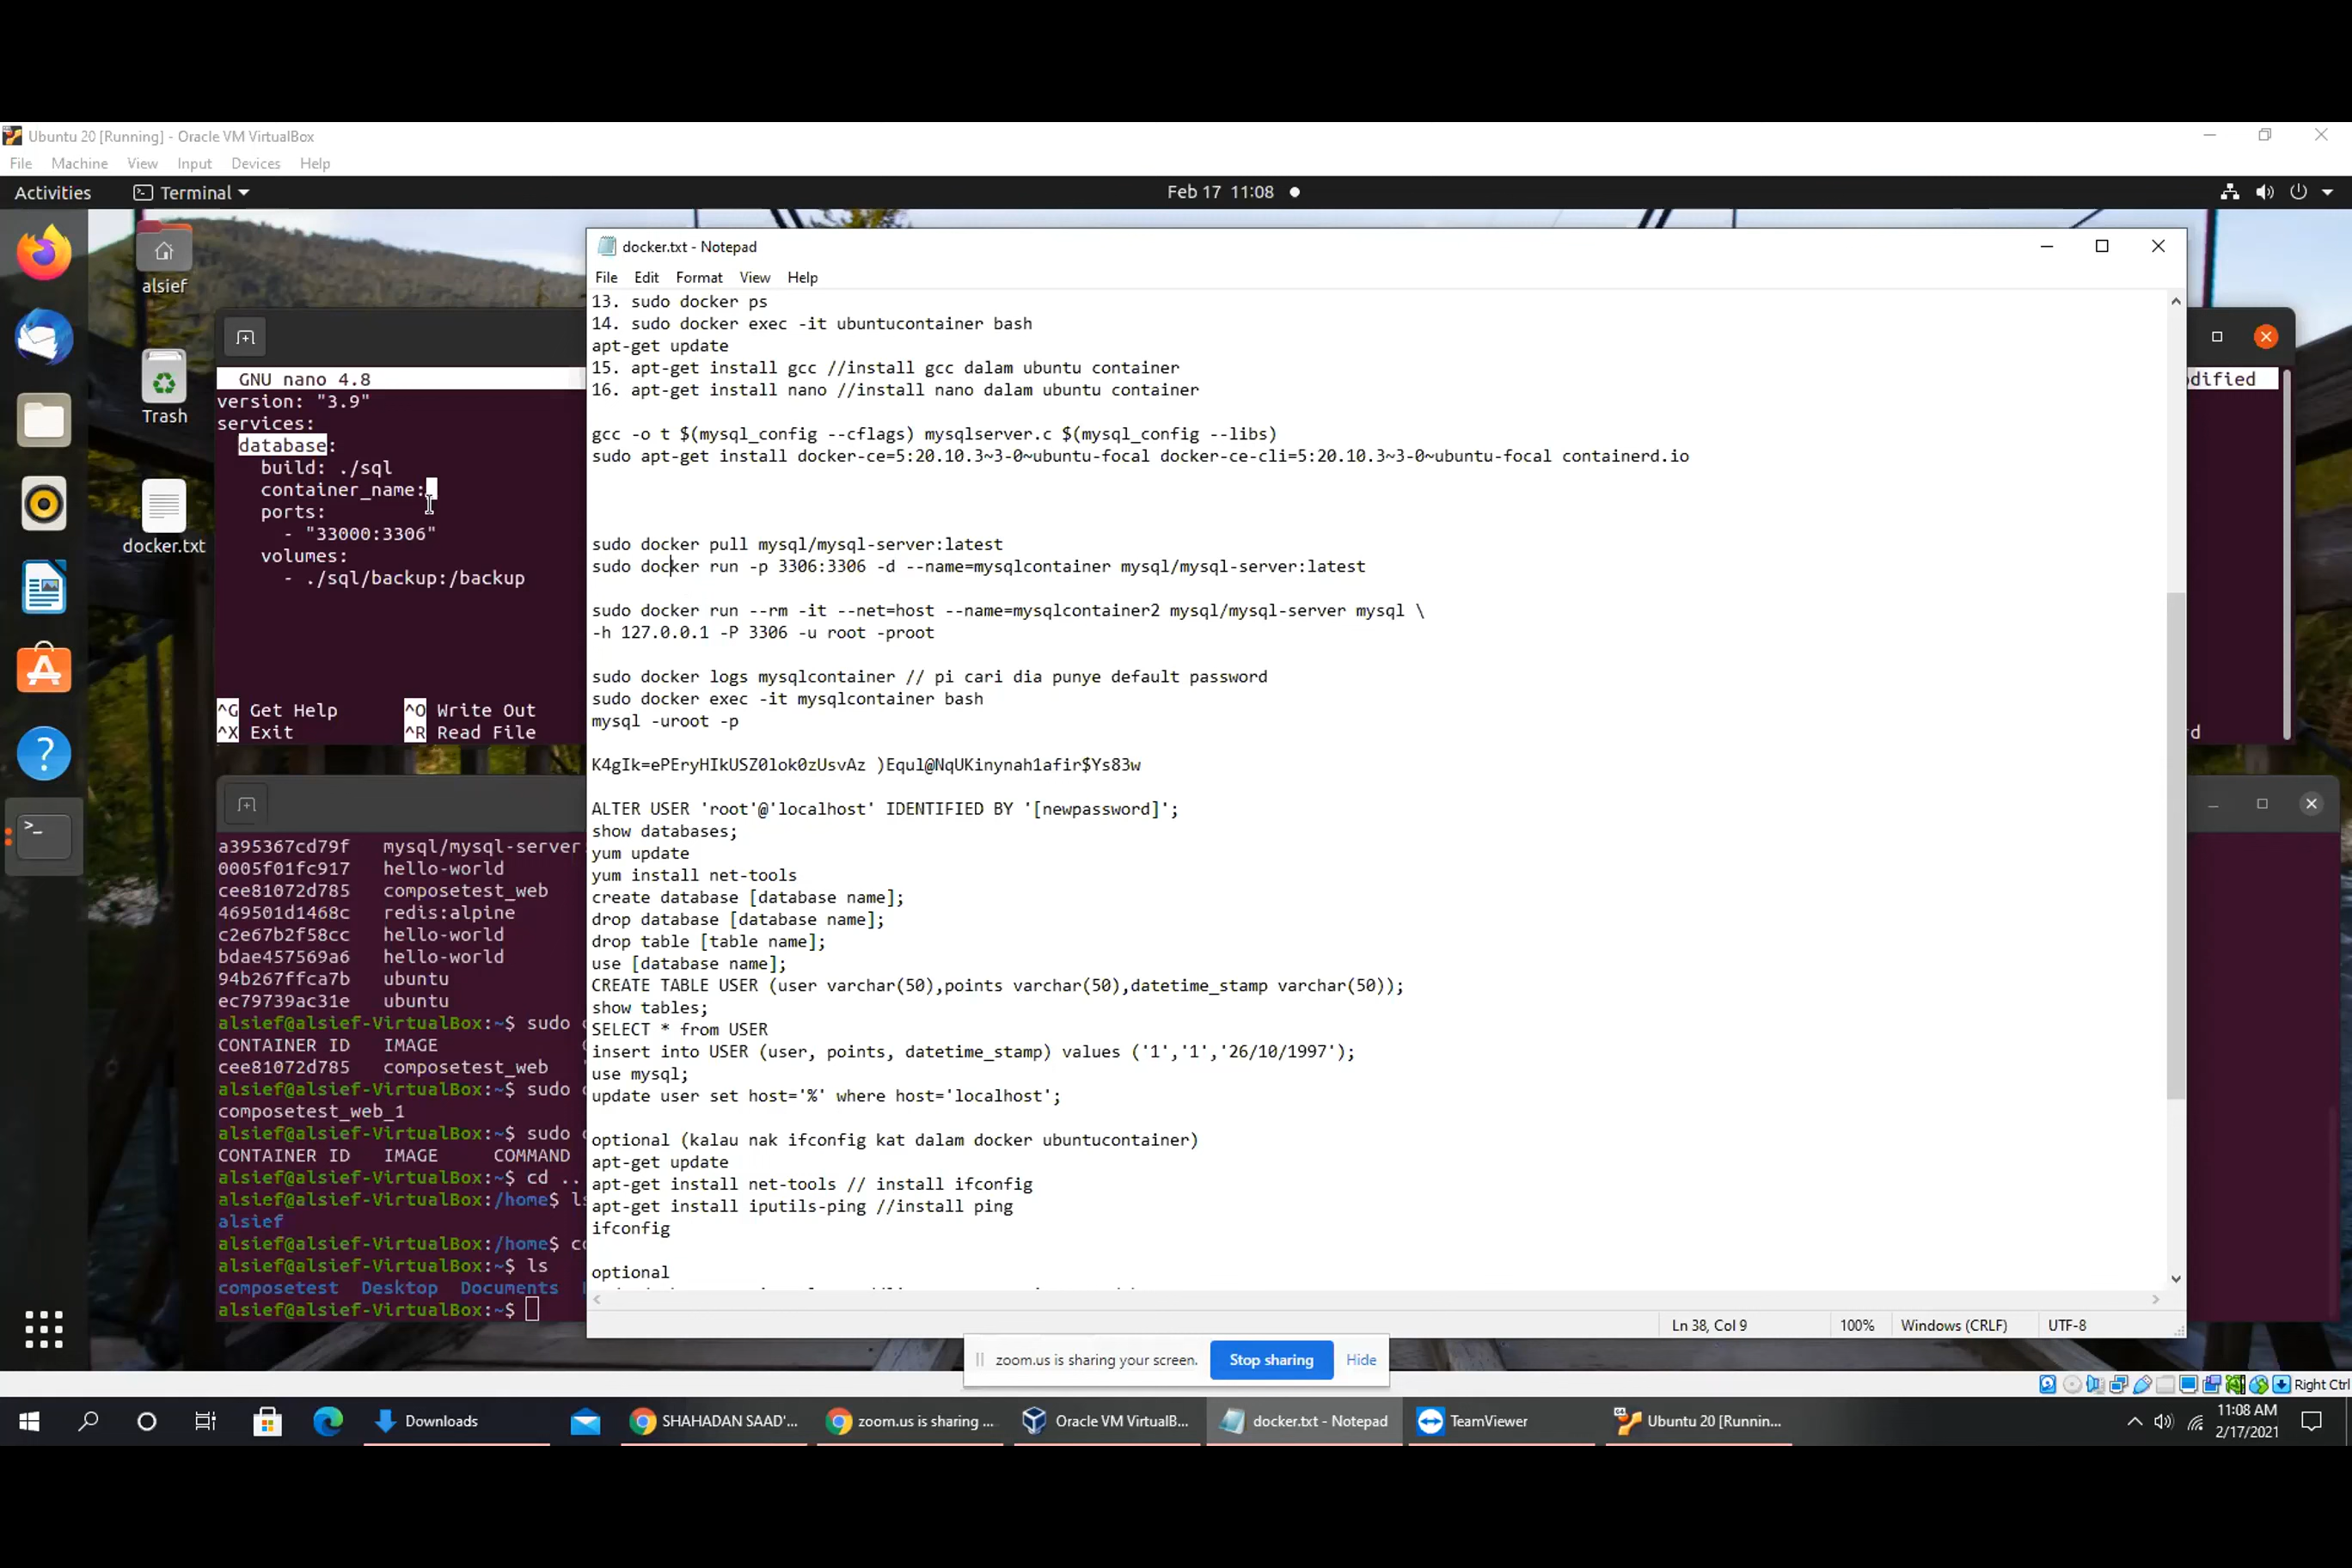 Ubuntu 20 [Running] - Oracle VM VirtualBox
File Machine View Input Devices Help
Activities Terminal Feb 17 11:08
alsief
Trash
docker.txt
GNU nano 4.8
version: "3.9"
services:
database:
build: ./sql
container_name:
ports:
- "33000:3306"
volumes:
- ./sql/backup:/backup
^G Get Help ^O Write Out
^X Exit ^R Read File
a395367cd79f mysql/mysql-server:
0005f01fc917 hello-world
cee81072d785 composetest_web
469501d1468c redis:alpine
c2e67b2f58cc hello-world
bdae457569a6 hello-world
94b267ffca7b ubuntu
ec79739ac31e ubuntu
alsief@alsief-VirtualBox:~$ sudo
CONTAINER ID IMAGE
cee81072d785 composetest_web
alsief@alsief-VirtualBox:~$ sudo
composetest_web_1
alsief@alsief-VirtualBox:~$ sudo
CONTAINER ID IMAGE COMMAND
alsief@alsief-VirtualBox:~$ cd ..
alsief@alsief-VirtualBox:/home$ ls
alsief
alsief@alsief-VirtualBox:/home$
alsief@alsief-VirtualBox:~$ ls
composetest Desktop Documents
alsief@alsief-VirtualBox:~$
docker.txt - Notepad
File Edit Format View Help
13. sudo docker ps
14. sudo docker exec -it ubuntucontainer bash
apt-get update
15. apt-get install gcc //install gcc dalam ubuntu container
16. apt-get install nano //install nano dalam ubuntu container
gcc -o t $(mysql_config --cflags) mysqlserver.c $(mysql_config --libs)
sudo apt-get install docker-ce=5:20.10.3~3-0~ubuntu-focal docker-ce-cli=5:20.10.3~3-0~ubuntu-focal containerd.io
sudo docker pull mysql/mysql-server:latest
sudo docker run -p 3306:3306 -d --name=mysqlcontainer mysql/mysql-server:latest
sudo docker run --rm -it --net=host --name=mysqlcontainer2 mysql/mysql-server mysql \
-h 127.0.0.1 -P 3306 -u root -proot
sudo docker logs mysqlcontainer // pi cari dia punye default password
sudo docker exec -it mysqlcontainer bash
mysql -uroot -p
K4gIk=ePEryHIkUSZ0lok0zUsvAz )Equl@NqUKinynah1afir$Ys83w
ALTER USER 'root'@'localhost' IDENTIFIED BY '[newpassword]';
show databases;
yum update
yum install net-tools
create database [database name];
drop database [database name];
drop table [table name];
use [database name];
CREATE TABLE USER (user varchar(50),points varchar(50),datetime_stamp varchar(50));
show tables;
SELECT * from USER
insert into USER (user, points, datetime_stamp) values ('1','1','26/10/1997');
use mysql;
update user set host='%' where host='localhost';
optional (kalau nak ifconfig kat dalam docker ubuntucontainer)
apt-get update
apt-get install net-tools // install ifconfig
apt-get install iputils-ping //install ping
ifconfig
optional
Ln 38, Col 9 100% Windows (CRLF) UTF-8
zoom.us is sharing your screen. Stop sharing Hide
Right Ctrl
Downloads SHAHADAN SAAD'... zoom.us is sharing ... Oracle VM VirtualB... docker.txt - Notepad TeamViewer Ubuntu 20 [Runnin...
11:08 AM
2/17/2021